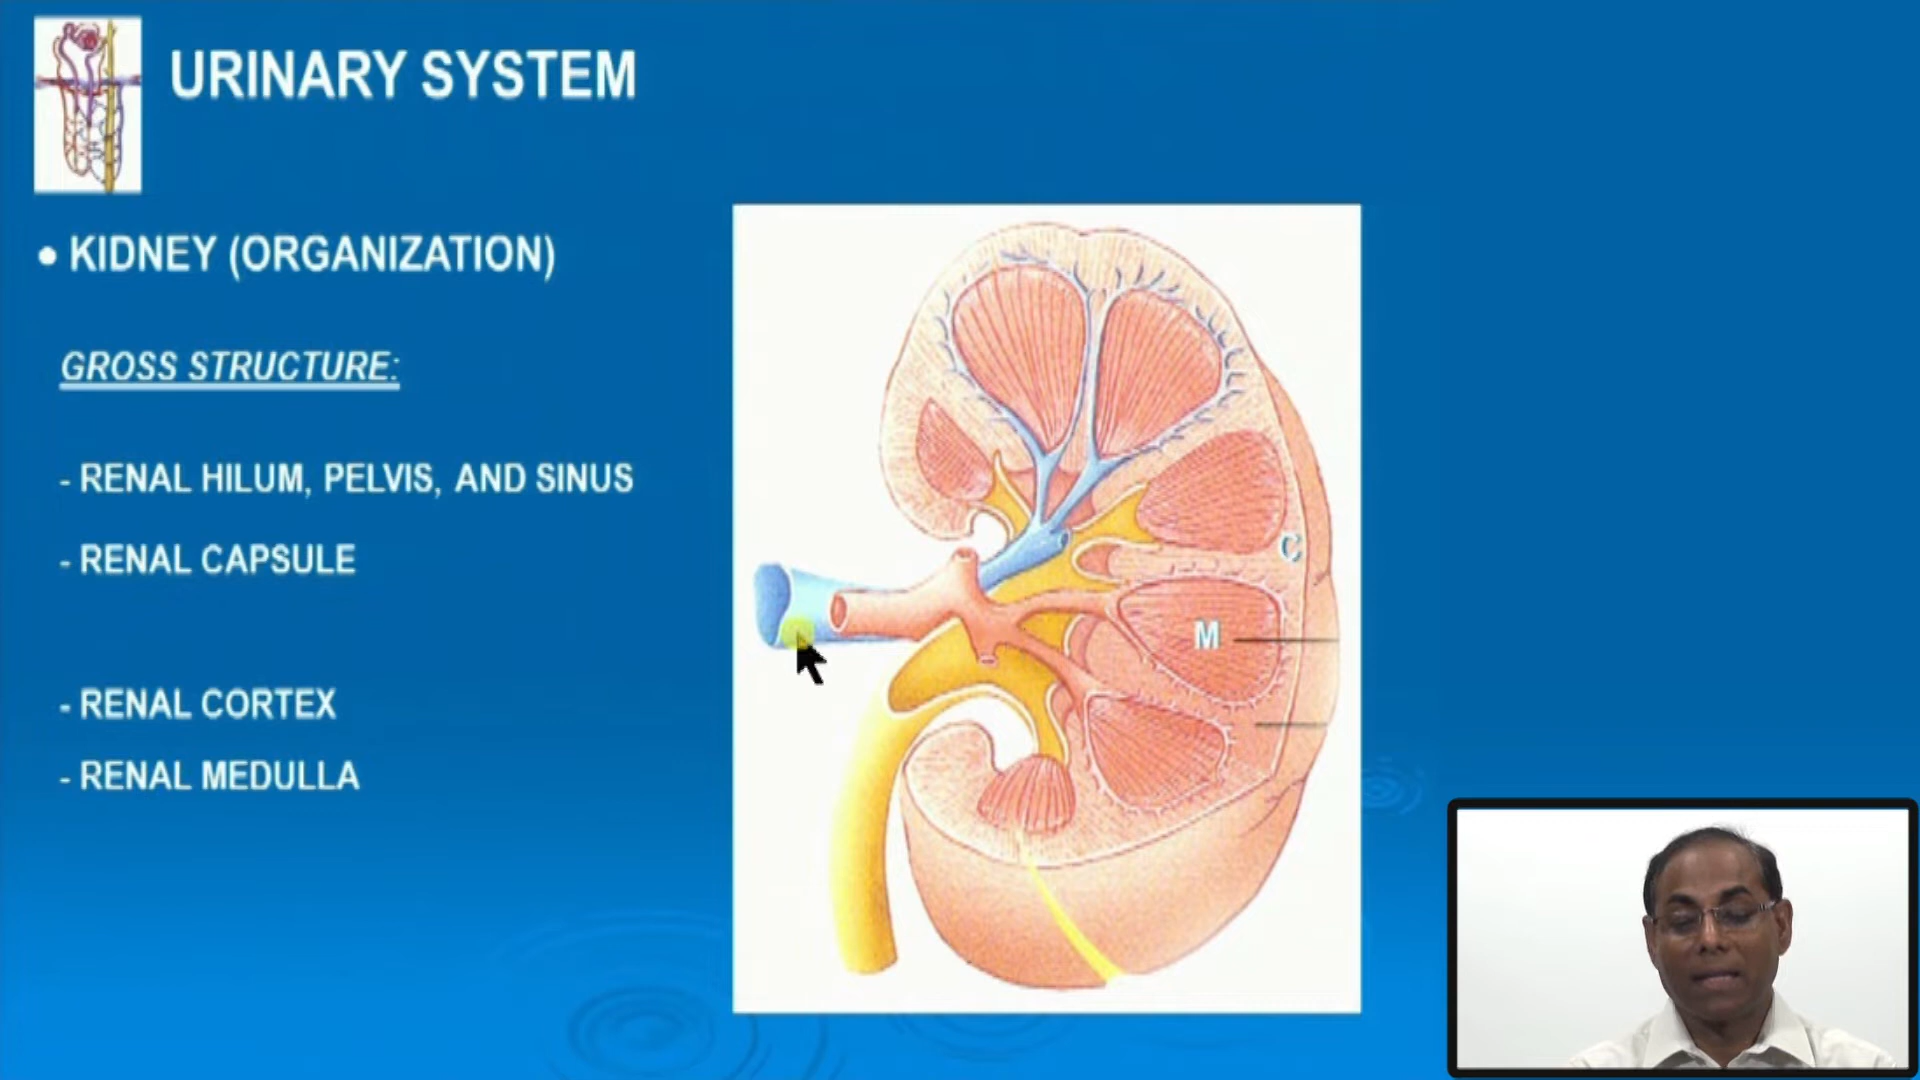 URINARY SYSTEM
• KIDNEY (ORGANIZATION)
GROSS STRUCTURE:
- RENAL HILUM, PELVIS, AND SINUS
- RENAL CAPSULE
- RENAL CORTEX
- RENAL MEDULLA
C
M